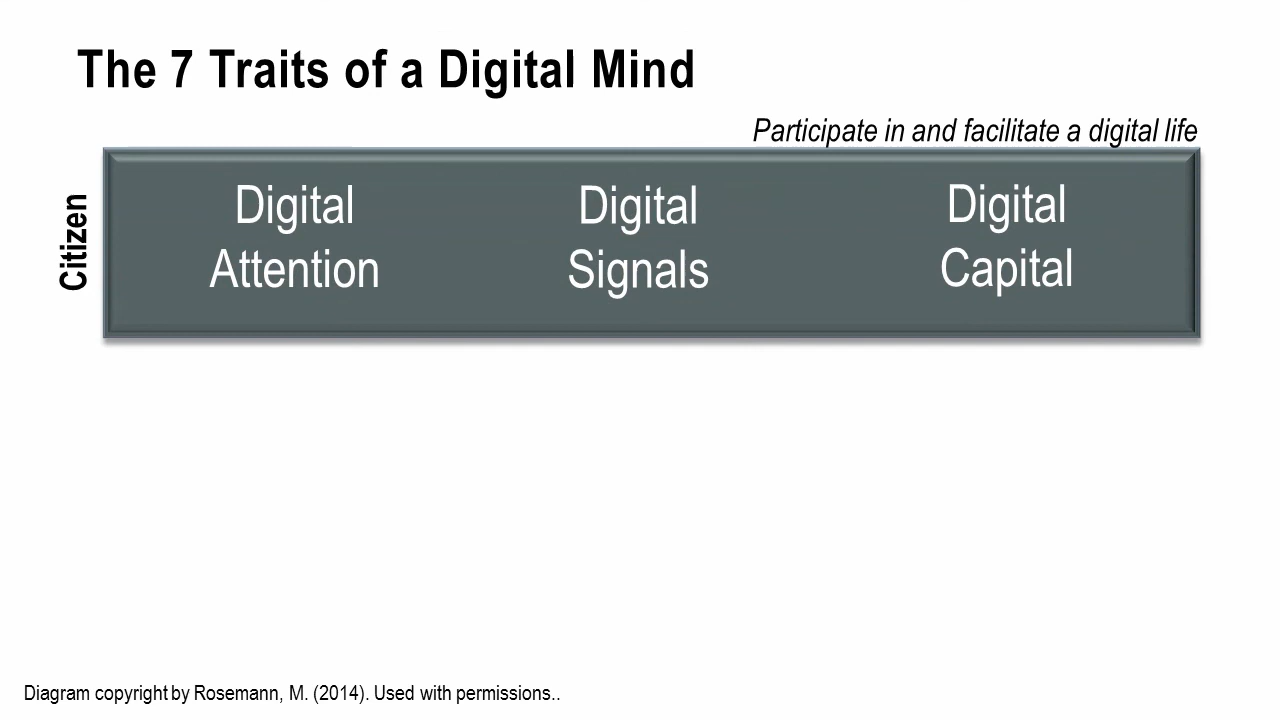 The 7 Traits of a Digital Mind
Participate in and facilitate a digital life
Citizen
Digital
Attention
Digital
Signals
Digital
Capital
Diagram copyright by Rosemann, M. (2014). Used with permissions..